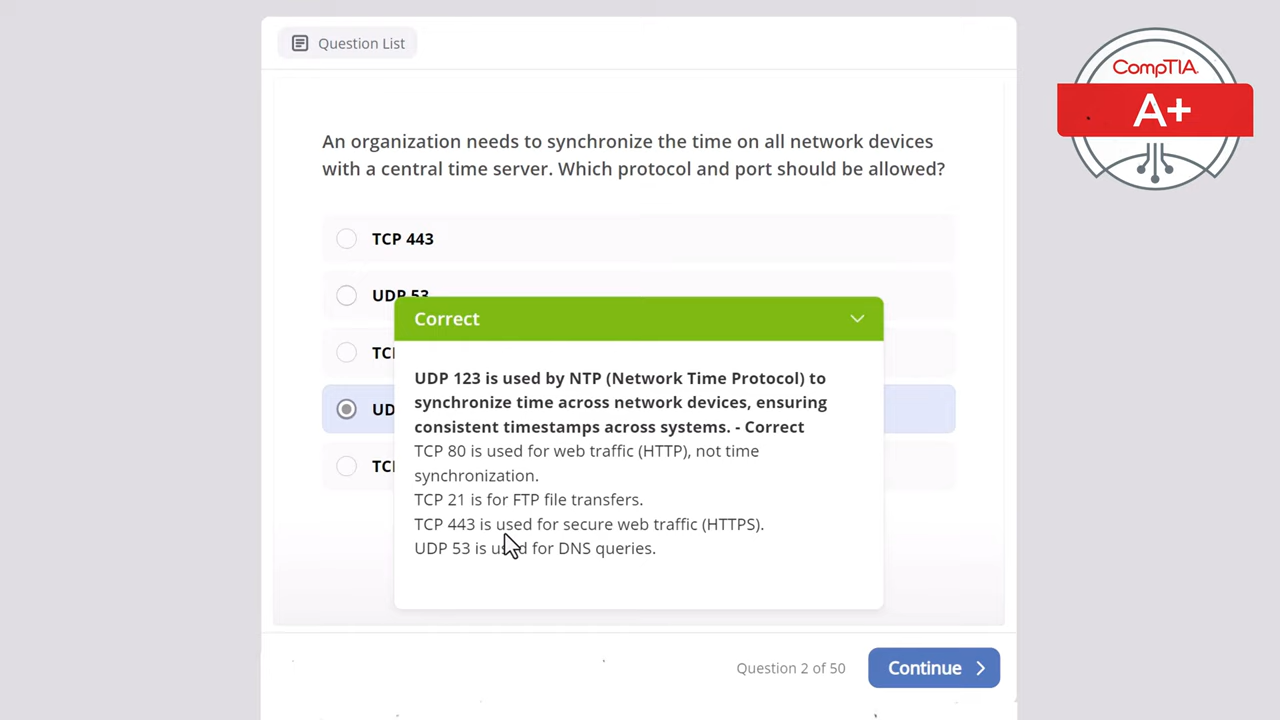 Question List
CompTIA
A+
An organization needs to synchronize the time on all network devices
with a central time server. Which protocol and port should be allowed?
TCP 443
UDP 53
Correct
UDP 123 is used by NTP (Network Time Protocol) to
synchronize time across network devices, ensuring
consistent timestamps across systems. - Correct
TCP 80 is used for web traffic (HTTP), not time
synchronization.
TCP 21 is for FTP file transfers.
TCP 443 is used for secure web traffic (HTTPS).
UDP 53 is used for DNS queries.
Question 2 of 50
Continue